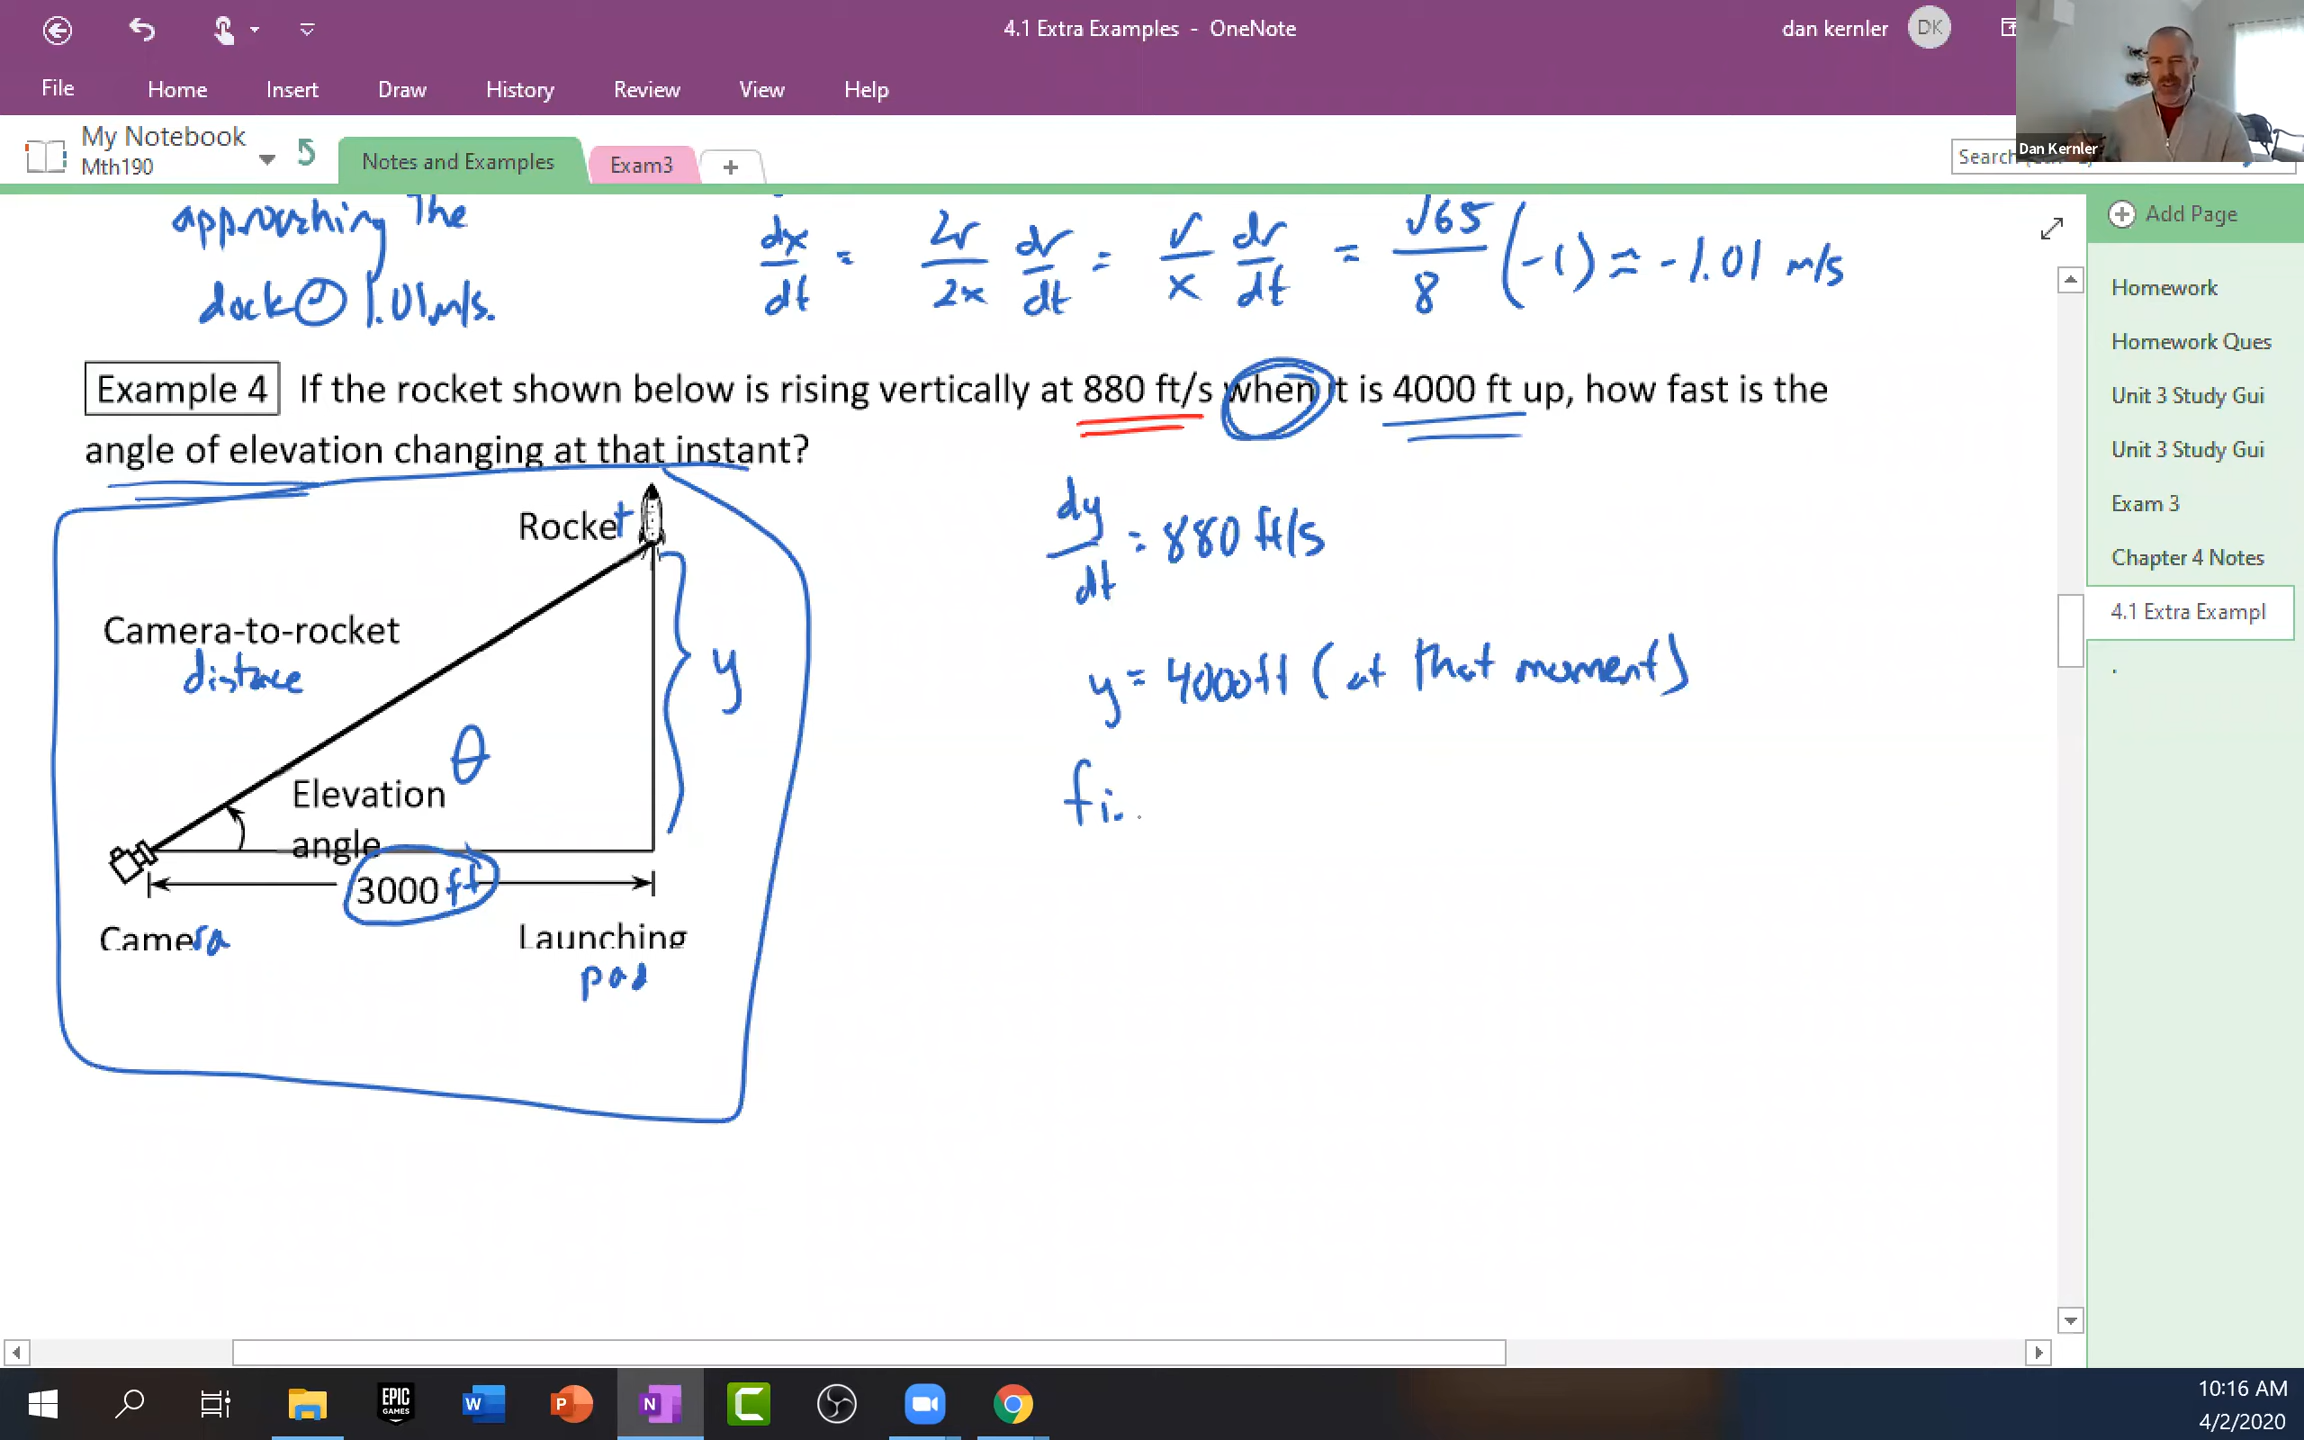 4.1 Extra Examples - OneNote
dan kernler
DK
File Home Insert Draw History Review View Help
Dan Kernler
My Notebook
Mth190
Notes and Examples
Exam3
+
Search
Add Page
Homework
Homework Ques
Unit 3 Study Gui
Unit 3 Study Gui
Exam 3
Chapter 4 Notes
4.1 Extra Exampl
approaching the
dock @ 1.01 m/s.
dx/dt = 2r/2x dr/dt = r/x dr/dt = √65/8 (-1) ≈ -1.01 m/s
Example 4 If the rocket shown below is rising vertically at 880 ft/s when it is 4000 ft up, how fast is the
angle of elevation changing at that instant?
Rocket
Camera-to-rocket
distance
y
θ
Elevation
angle
3000 ft
Camera
Launching
pad
dy/dt = 880 ft/s
y = 4000ft (at that moment)
fi
EPIC
GAMES
W
P
N
C
10:16 AM
4/2/2020